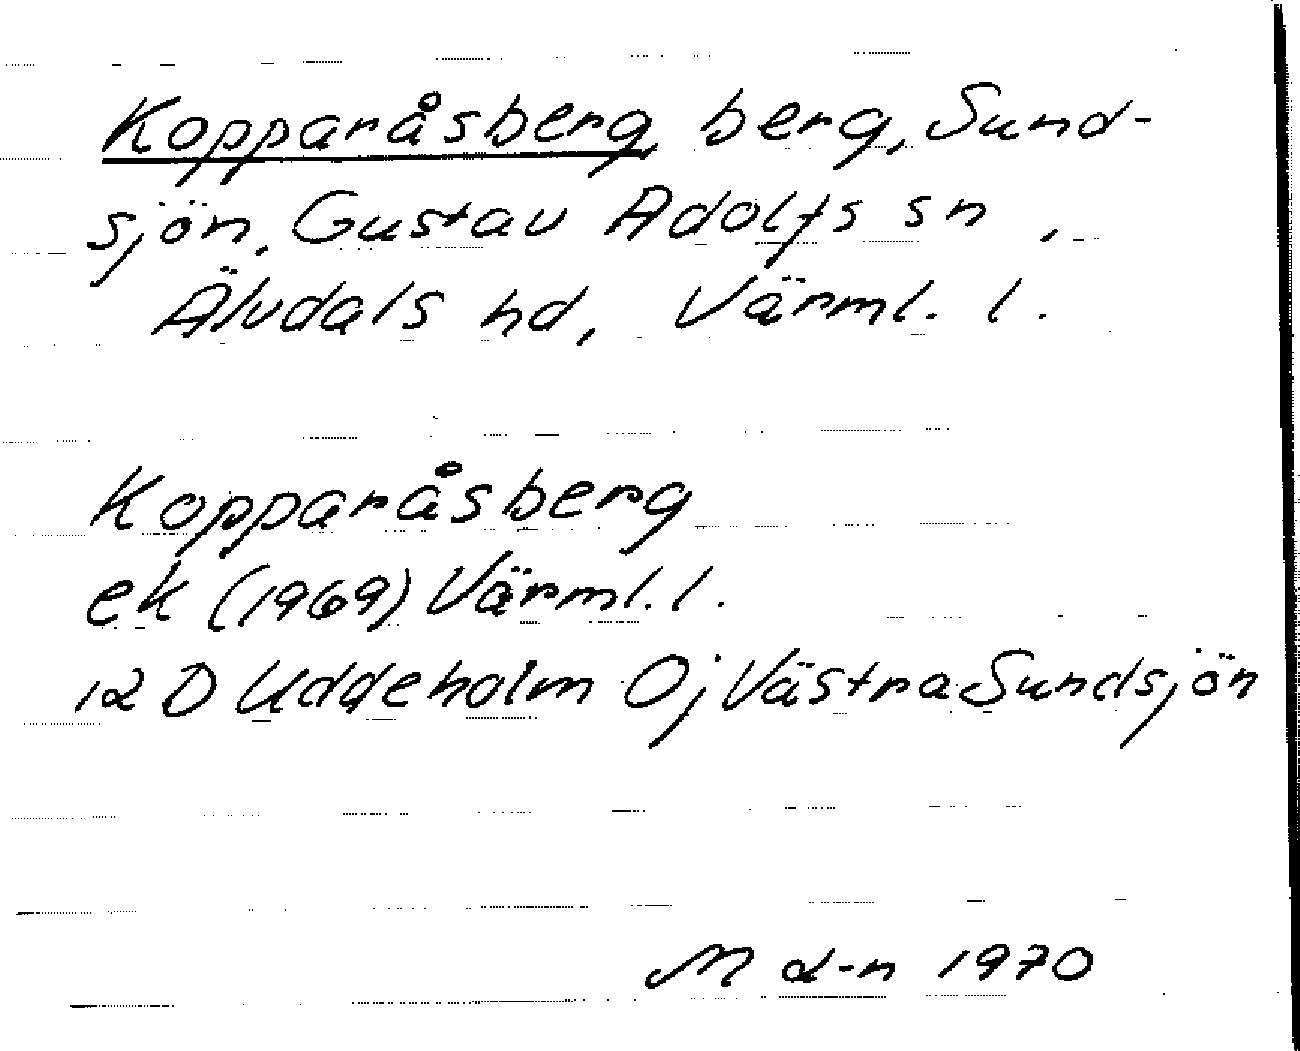 Kopparåsberg, berg, Sund-
sjön, Gustav Adolfs sn,
Älvdals hd, Värml. l.
Kopparåsberg
ek (1969) Värml. l.
12 D Uddeholm Oj Västra Sundsjön
M d-n 1970